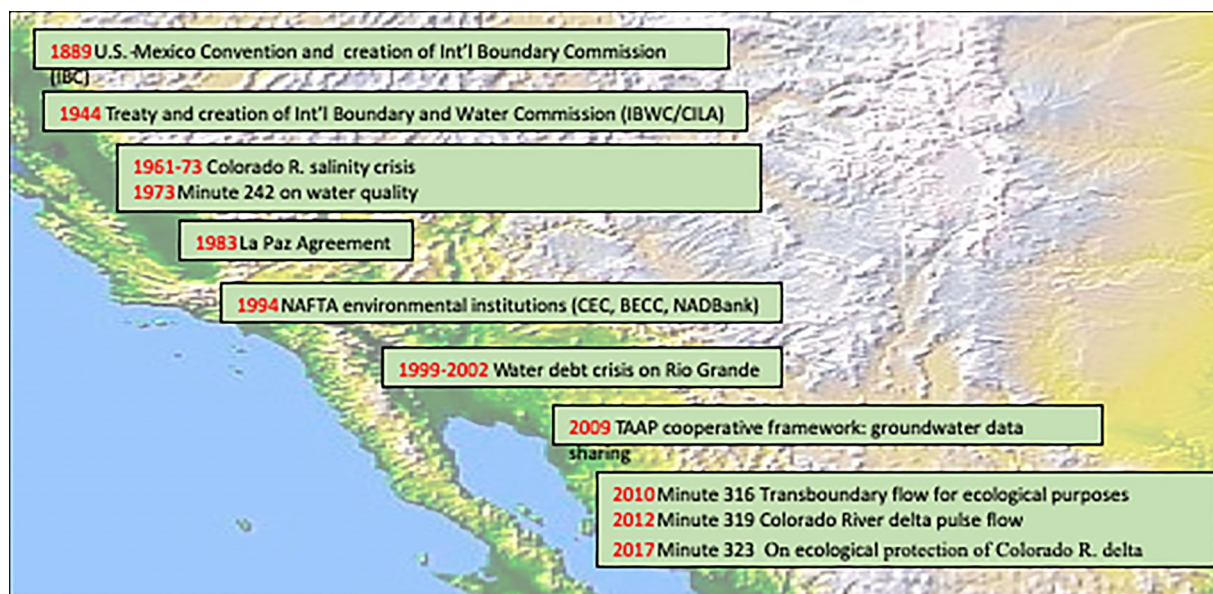 1889 U.S.-Mexico Convention and creation of Int'l Boundary Commission
(IBC)
1944 Treaty and creation of Int'l Boundary and Water Commission (IBWC/CILA)
1961-73 Colorado R. salinity crisis
1973 Minute 242 on water quality
1983 La Paz Agreement
1994 NAFTA environmental institutions (CEC, BECC, NADBank)
1999-2002 Water debt crisis on Rio Grande
2009 TAAP cooperative framework: groundwater data
sharing
2010 Minute 316 Transboundary flow for ecological purposes
2012 Minute 319 Colorado River delta pulse flow
2017 Minute 323 On ecological protection of Colorado R. delta